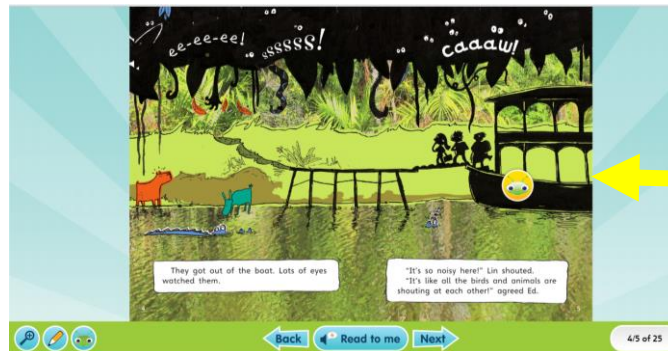 ee-ee-ee!
ssssss!
caaaw!
They got out of the boat. Lots of eyes
watched them.
"It's so noisy here!" Lin shouted.
"It's like all the birds and animals are
shouting at each other!" agreed Ed.
Back
Read to me
Next
4/5 of 25